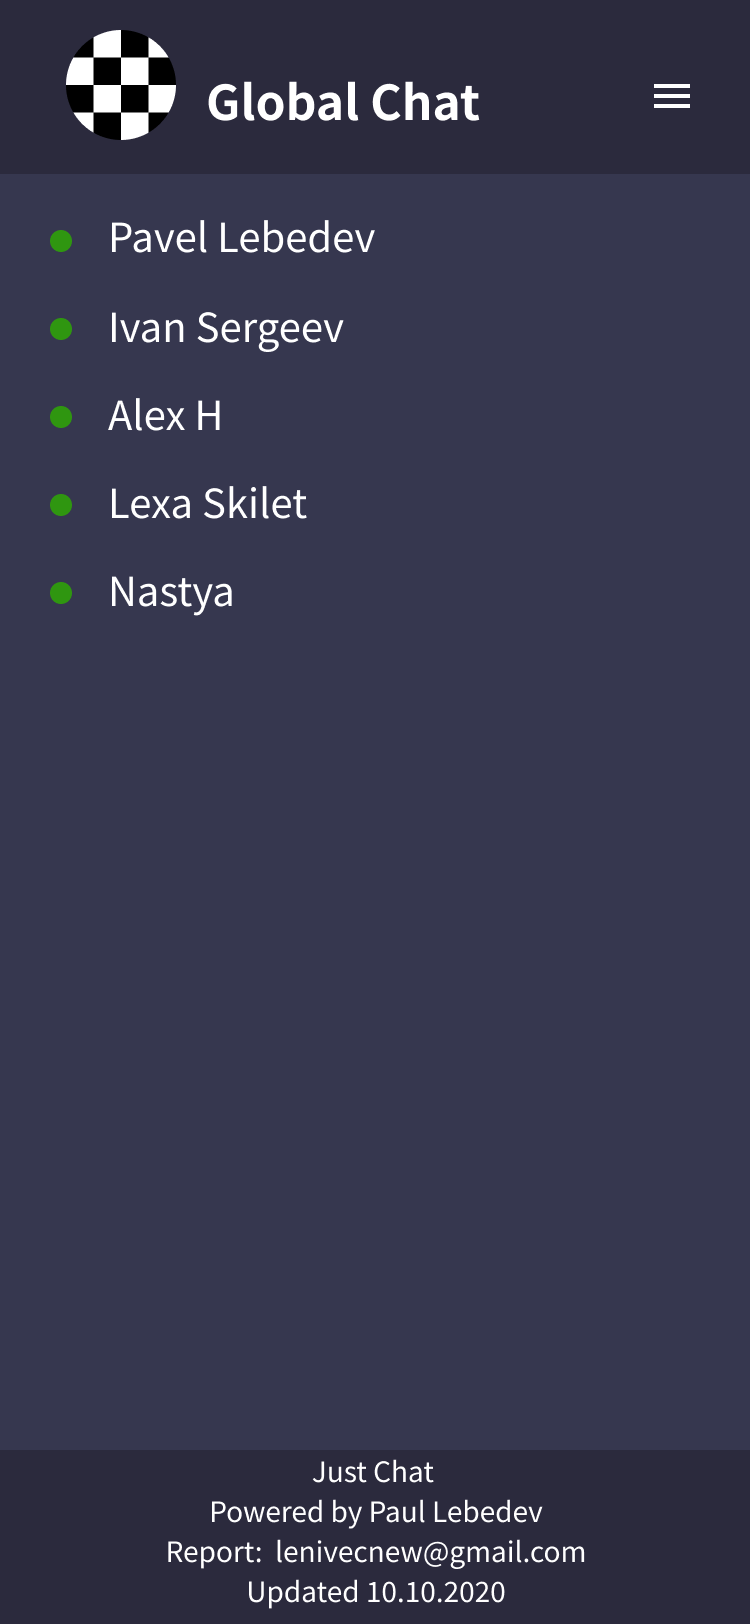 Global Chat
Pavel Lebedev
Ivan Sergeev
Alex H
Lexa Skilet
Nastya
Just Chat
Powered by Paul Lebedev
Report: lenivecnew@gmail.com
Updated 10.10.2020